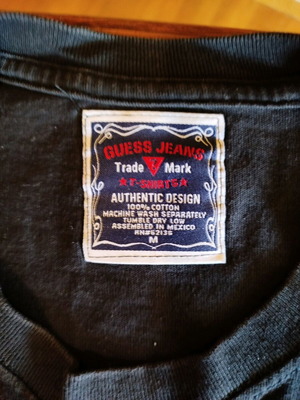 GUESS JEANS
Trade Mark
★T-SHIRTS★
AUTHENTIC DESIGN
100% COTTON
MACHINE WASH SEPARATELY
TUMBLE DRY LOW
ASSEMBLED IN MEXICO
RN#62136
M